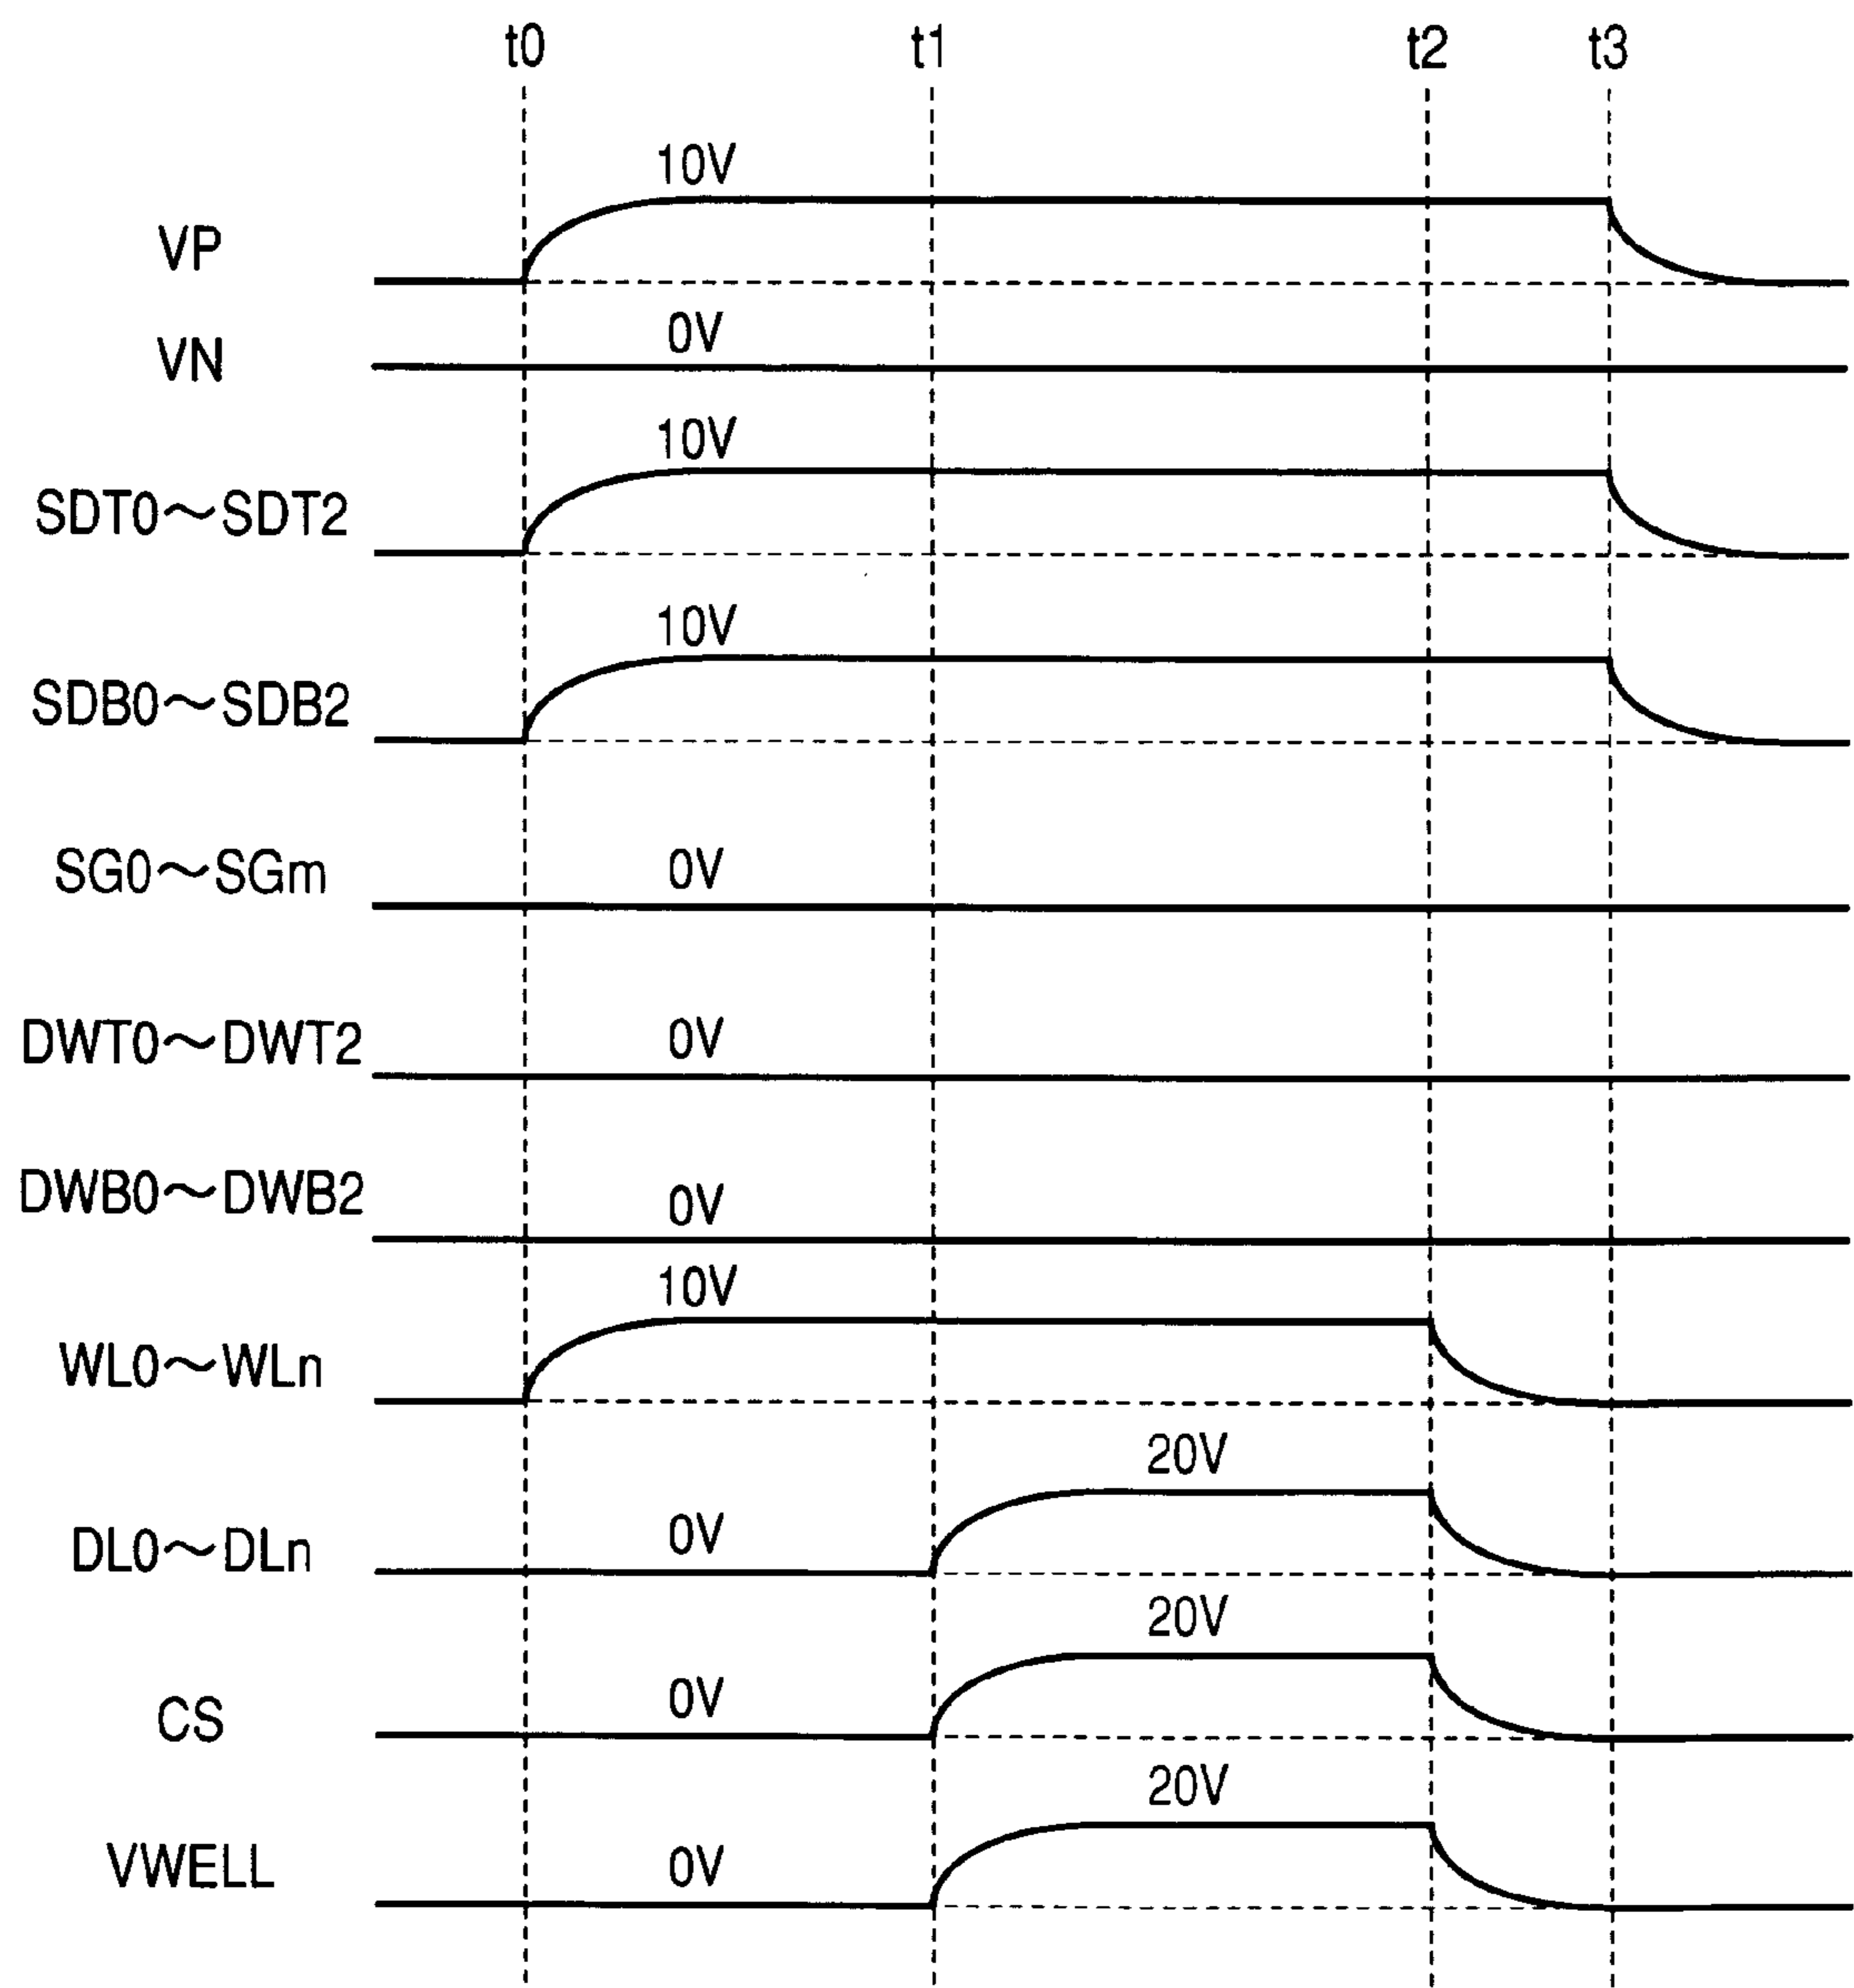 t0 t1 t2 t3
10V
VP
0V
VN
10V
SDT0～SDT2
10V
SDB0～SDB2
SG0～SGm 0V
DWT0～DWT2 0V
DWB0～DWB2 0V
10V
WL0～WLn
20V
DL0～DLn 0V
20V
CS 0V
20V
VWELL 0V